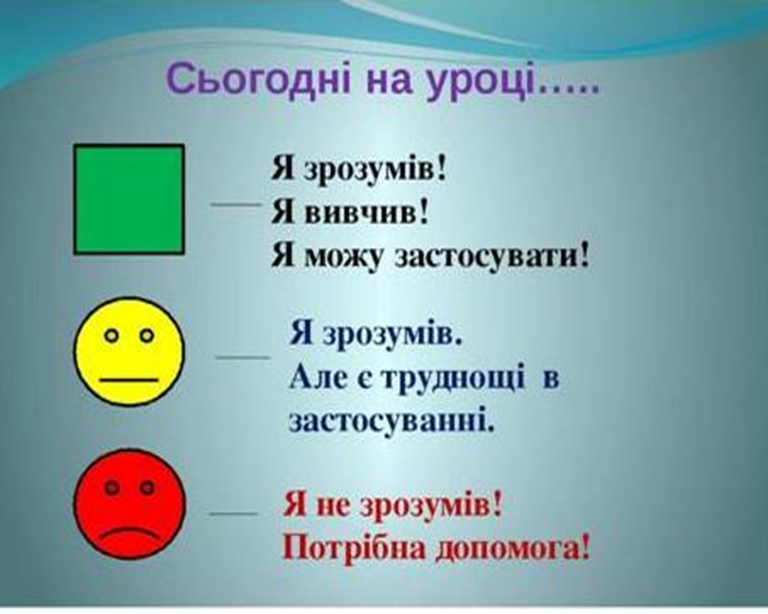 Сьогодні на уроці…..
Я зрозумів!
Я вивчив!
Я можу застосувати!
Я зрозумів.
Але є труднощі в
застосуванні.
Я не зрозумів!
Потрібна допомога!